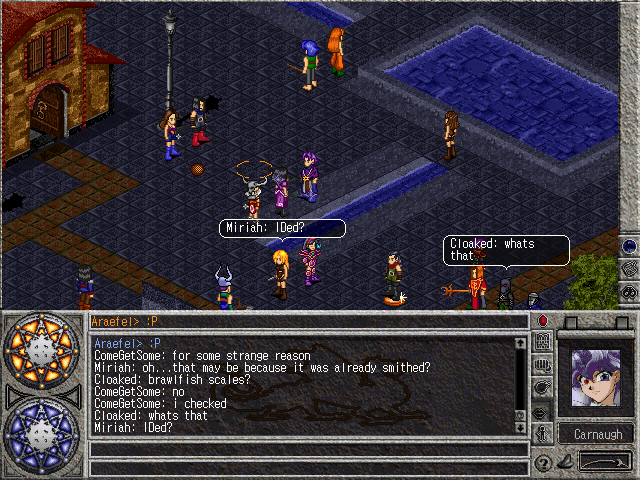 Miriah: IDed?
Cloaked: whats
that
Araefel> :P
Araefel> :P
ComeGetSome: for some strange reason
Miriah: oh...that may be because it was already smithed?
Cloaked: brawlfish scales?
ComeGetSome: no
ComeGetSome: i checked
Cloaked: whats that
Miriah: IDed?
Carnaugh
?